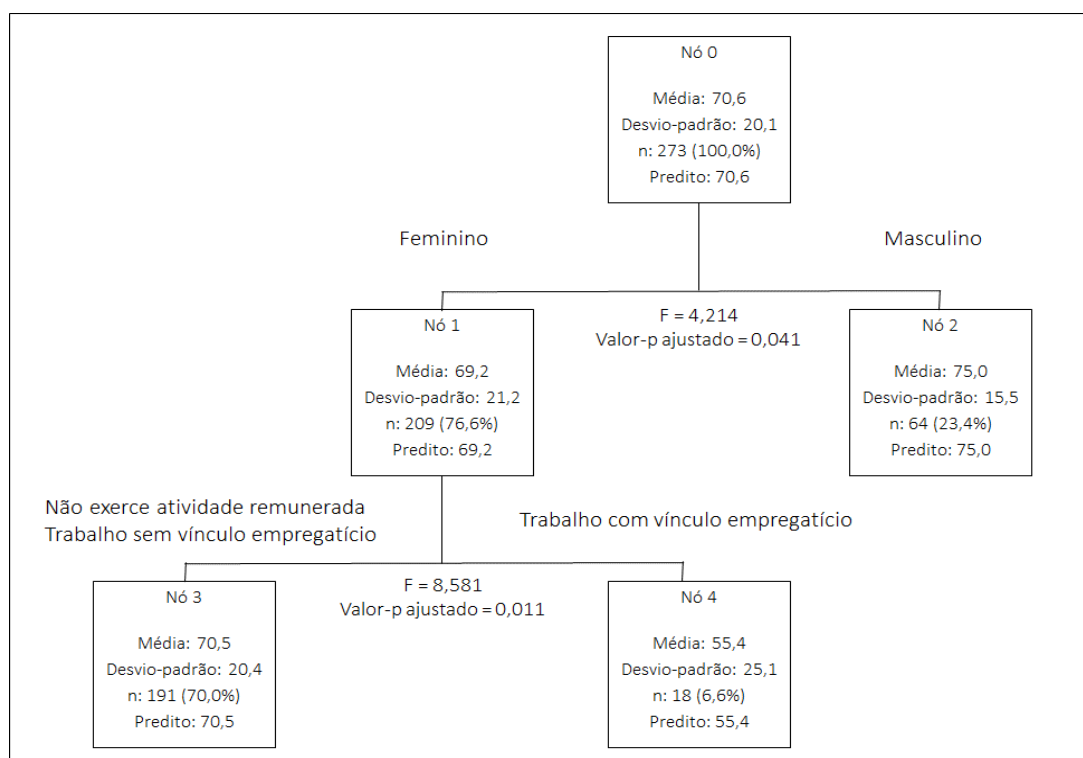 Nó 0
Média: 70,6
Desvio-padrão: 20,1
n: 273 (100,0%)
Predito: 70,6
Feminino
Masculino
F = 4,214
Valor-p ajustado = 0,041
Nó 1
Média: 69,2
Desvio-padrão: 21,2
n: 209 (76,6%)
Predito: 69,2
Nó 2
Média: 75,0
Desvio-padrão: 15,5
n: 64 (23,4%)
Predito: 75,0
Não exerce atividade remunerada
Trabalho sem vínculo empregatício
Trabalho com vínculo empregatício
F = 8,581
Valor-p ajustado = 0,011
Nó 3
Média: 70,5
Desvio-padrão: 20,4
n: 191 (70,0%)
Predito: 70,5
Nó 4
Média: 55,4
Desvio-padrão: 25,1
n: 18 (6,6%)
Predito: 55,4